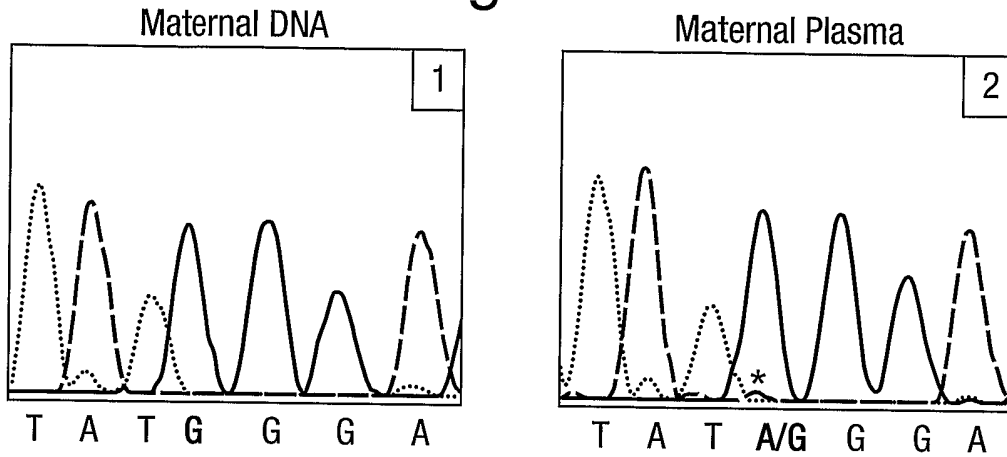 Maternal DNA
1
T A T G G G A
Maternal Plasma
2
*
T A T A/G G G A